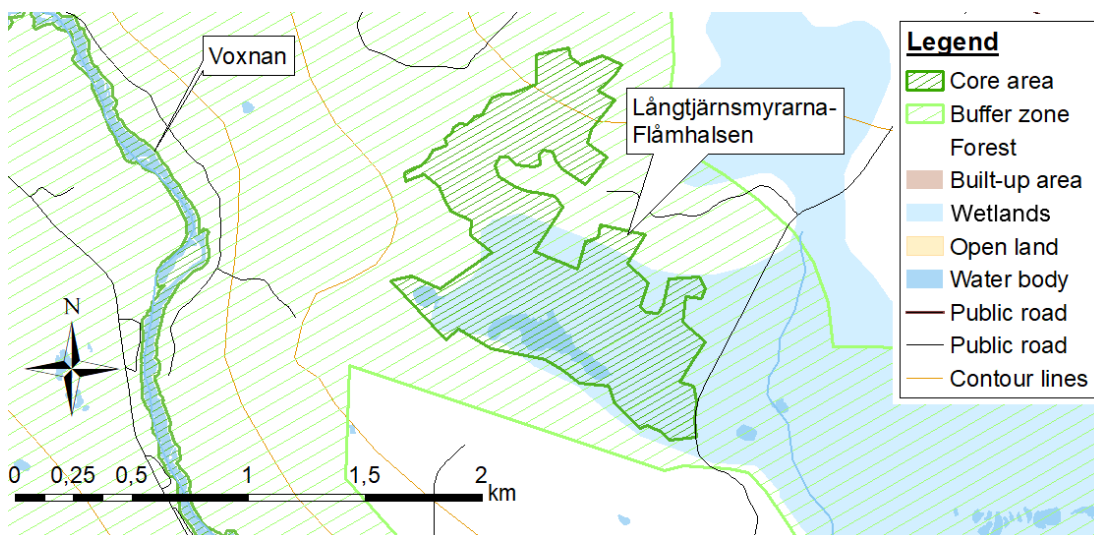 Voxnan
Långtjärnsmyrarna-
Flåmhalsen
Legend
Core area
Buffer zone
Forest
Built-up area
Wetlands
Open land
Water body
Public road
Public road
Contour lines
N
0 0,25 0,5 1 1,5 2
km